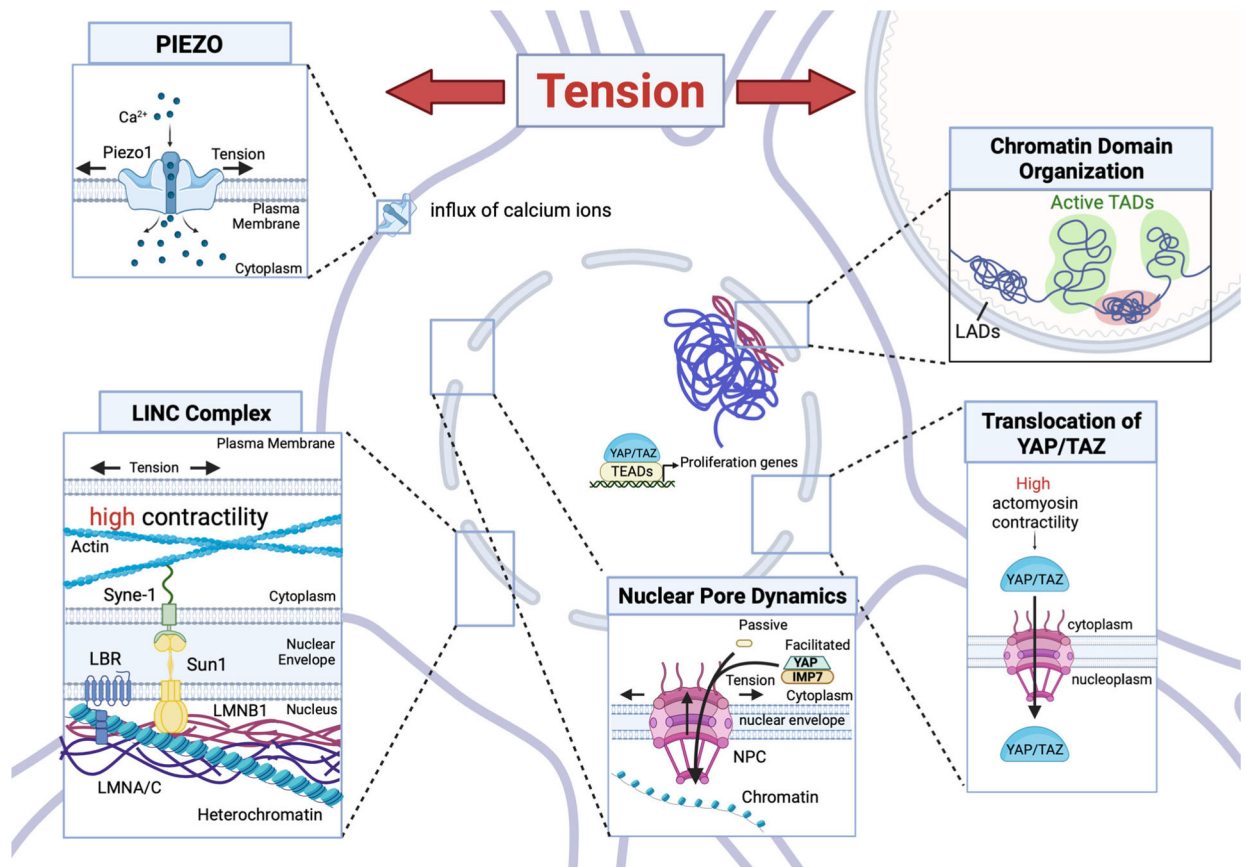 PIEZO
Ca2+
Piezo1
Tension
Plasma
Membrane
Cytoplasm
Tension
influx of calcium ions
Chromatin Domain
Organization
Active TADs
LADs
LINC Complex
Plasma Membrane
Tension
high contractility
Actin
Syne-1
Cytoplasm
Nuclear
Envelope
LBR
Sun1
LMNB1
Nucleus
LMNA/C
Heterochromatin
YAP/TAZ
TEADs
Proliferation genes
Nuclear Pore Dynamics
Passive
Facilitated
YAP
IMP7
Tension
Cytoplasm
nuclear envelope
NPC
Chromatin
Translocation of
YAP/TAZ
High
actomyosin
contractility
YAP/TAZ
cytoplasm
nucleoplasm
YAP/TAZ